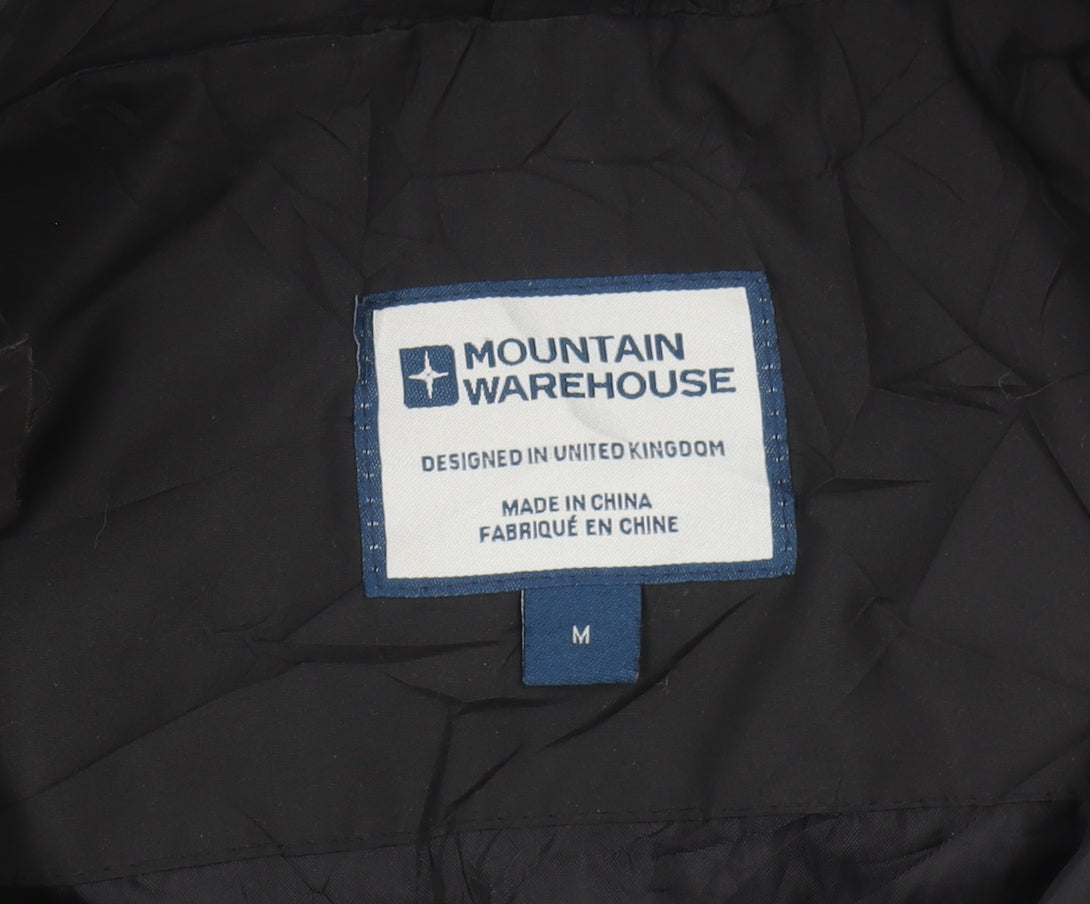 MOUNTAIN
WAREHOUSE
DESIGNED IN UNITED KINGDOM
MADE IN CHINA
FABRIQUÉ EN CHINE
M